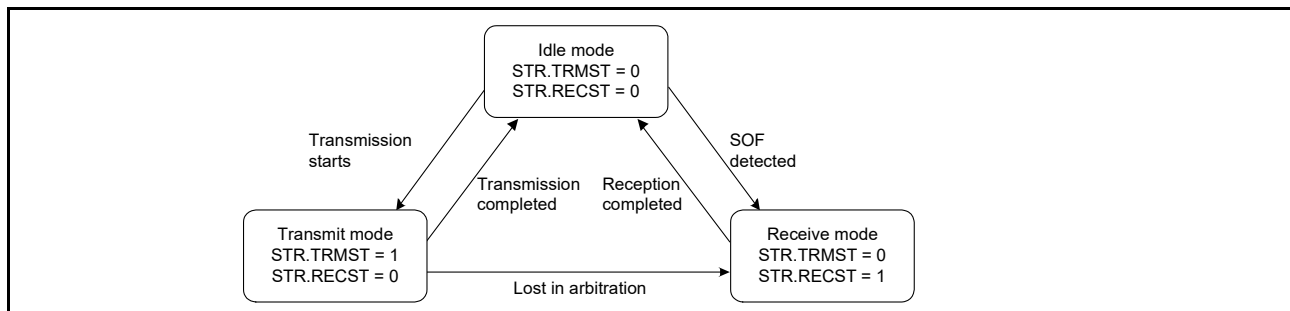 Idle mode
STR.TRMST = 0
STR.RECST = 0
Transmission
starts
SOF
detected
Transmission
completed
Reception
completed
Transmit mode
STR.TRMST = 1
STR.RECST = 0
Receive mode
STR.TRMST = 0
STR.RECST = 1
Lost in arbitration